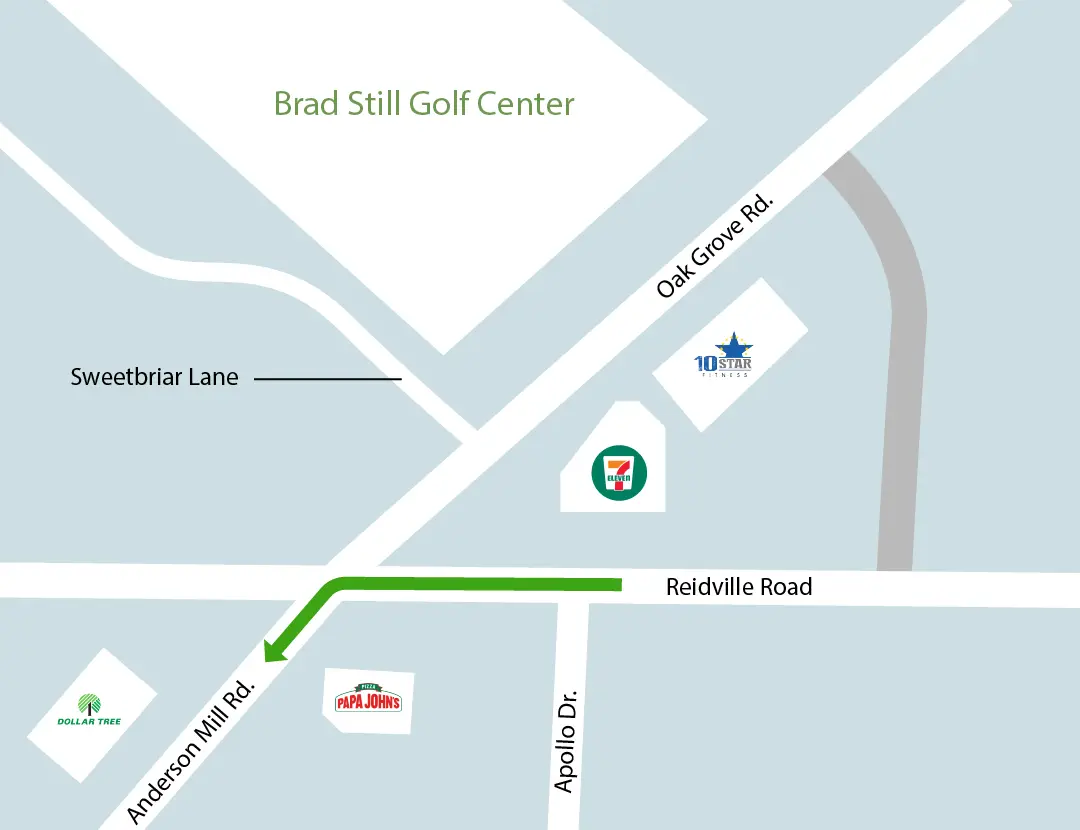 Brad Still Golf Center
Oak Grove Rd.
10 STAR
FITNESS
Sweetbriar Lane
7
ELEVEN
Reidville Road
PIZZA
PAPA JOHN'S
DOLLAR TREE
Anderson Mill Rd.
Apollo Dr.